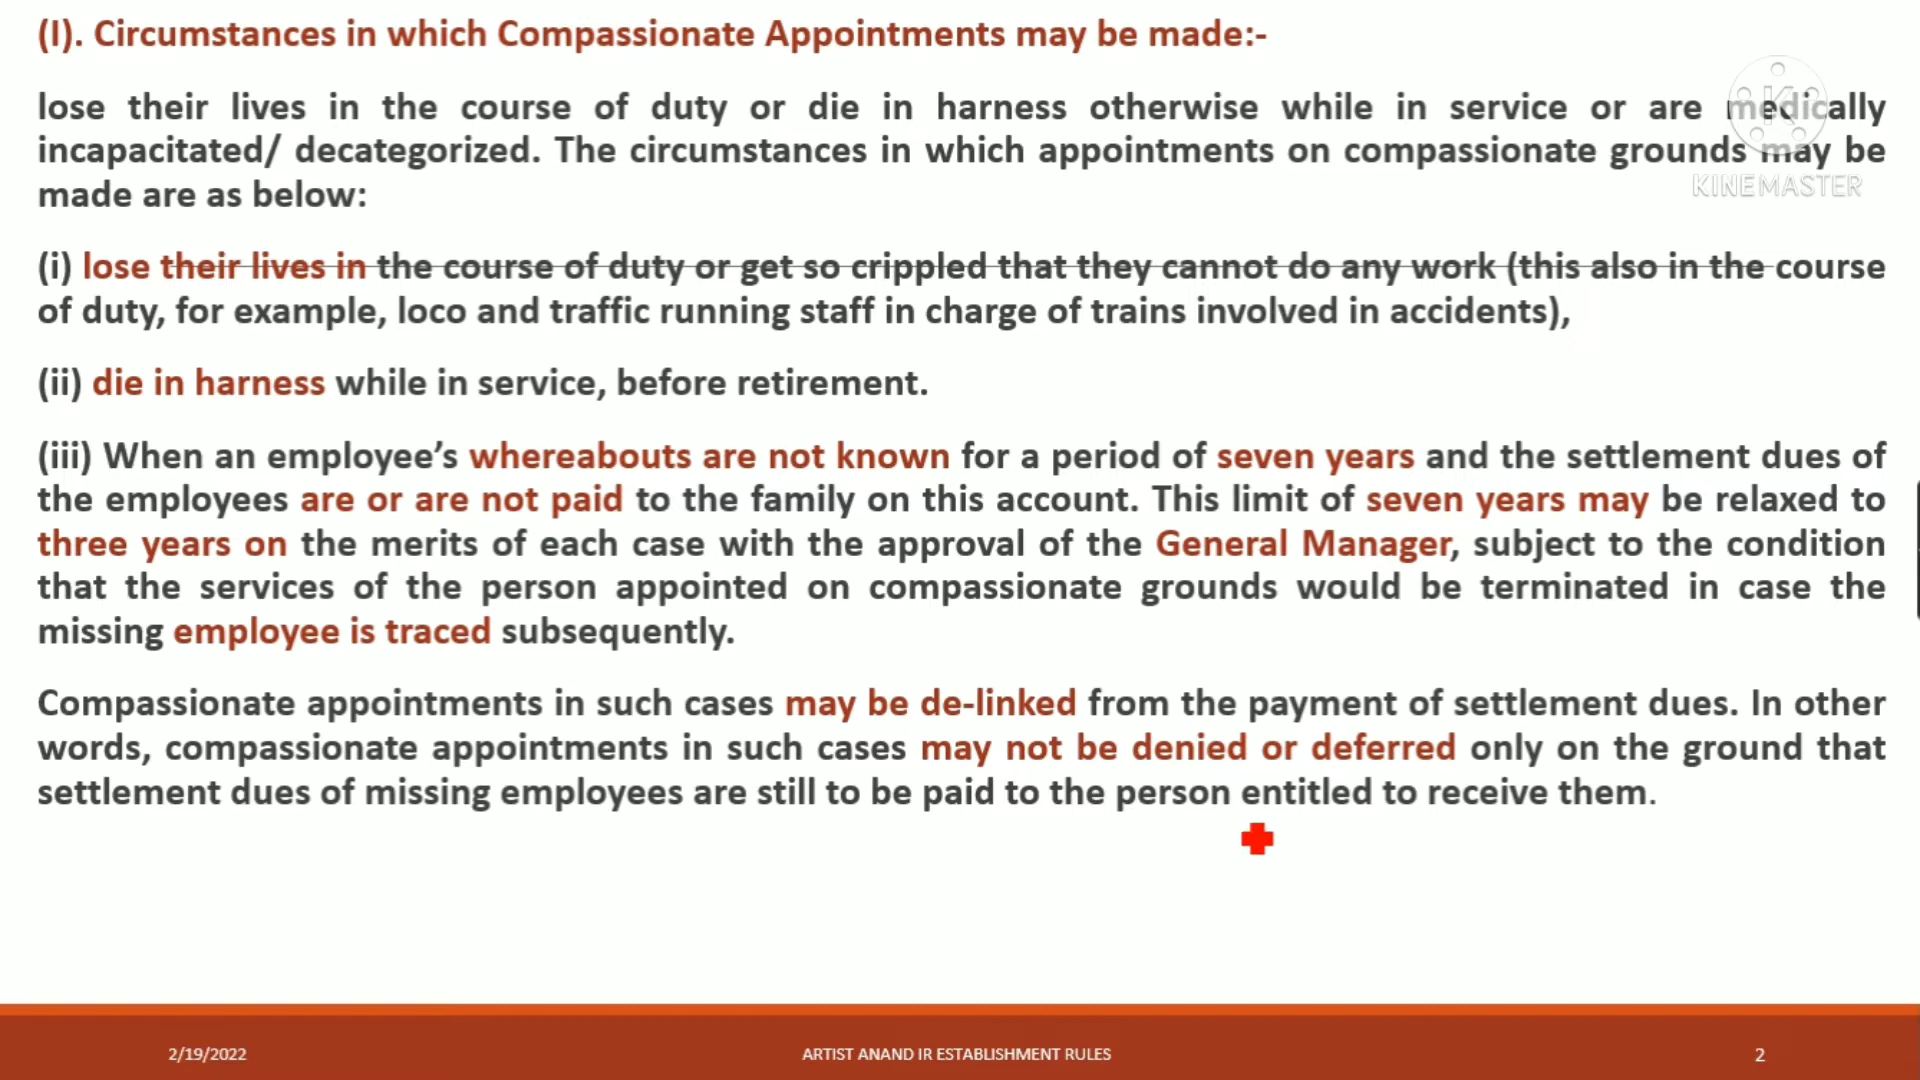 (I). Circumstances in which Compassionate Appointments may be made:-
lose their lives in the course of duty or die in harness otherwise while in service or are medically
incapacitated/ decategorized. The circumstances in which appointments on compassionate grounds may be
made are as below:
KINEMASTER
(i) lose their lives in the course of duty or get so crippled that they cannot do any work (this also in the course
of duty, for example, loco and traffic running staff in charge of trains involved in accidents),
(ii) die in harness while in service, before retirement.
(iii) When an employee’s whereabouts are not known for a period of seven years and the settlement dues of
the employees are or are not paid to the family on this account. This limit of seven years may be relaxed to
three years on the merits of each case with the approval of the General Manager, subject to the condition
that the services of the person appointed on compassionate grounds would be terminated in case the
missing employee is traced subsequently.
Compassionate appointments in such cases may be de-linked from the payment of settlement dues. In other
words, compassionate appointments in such cases may not be denied or deferred only on the ground that
settlement dues of missing employees are still to be paid to the person entitled to receive them.
2/19/2022
ARTIST ANAND IR ESTABLISHMENT RULES
2